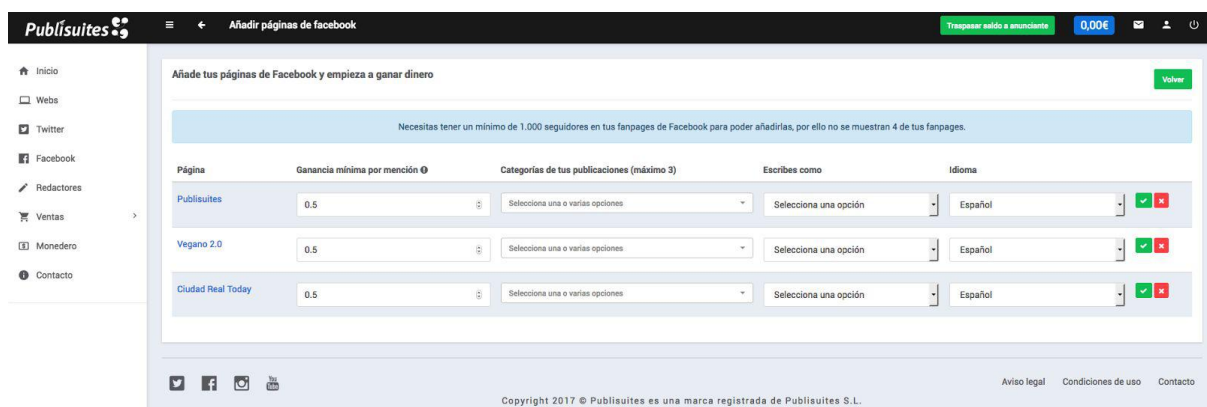 Publisuites
Añadir páginas de facebook
Traspasar saldo a anunciante
0,00€
Inicio
Webs
Twitter
Facebook
Redactores
Ventas
Monedero
Contacto
Añade tus páginas de Facebook y empieza a ganar dinero
Volver
Necesitas tener un mínimo de 1.000 seguidores en tus fanpages de Facebook para poder añadirlas, por ello no se muestran 4 de tus fanpages.
Página Ganancia mínima por mención Categorías de tus publicaciones (máximo 3) Escribes como Idioma
Publisuites 0.5 Selecciona una o varias opciones Selecciona una opción Español
Vegano 2.0 0.5 Selecciona una o varias opciones Selecciona una opción Español
Ciudad Real Today 0.5 Selecciona una o varias opciones Selecciona una opción Español
You Tube
Aviso legal Condiciones de uso Contacto
Copyright 2017 © Publisuites es una marca registrada de Publisuites S.L.